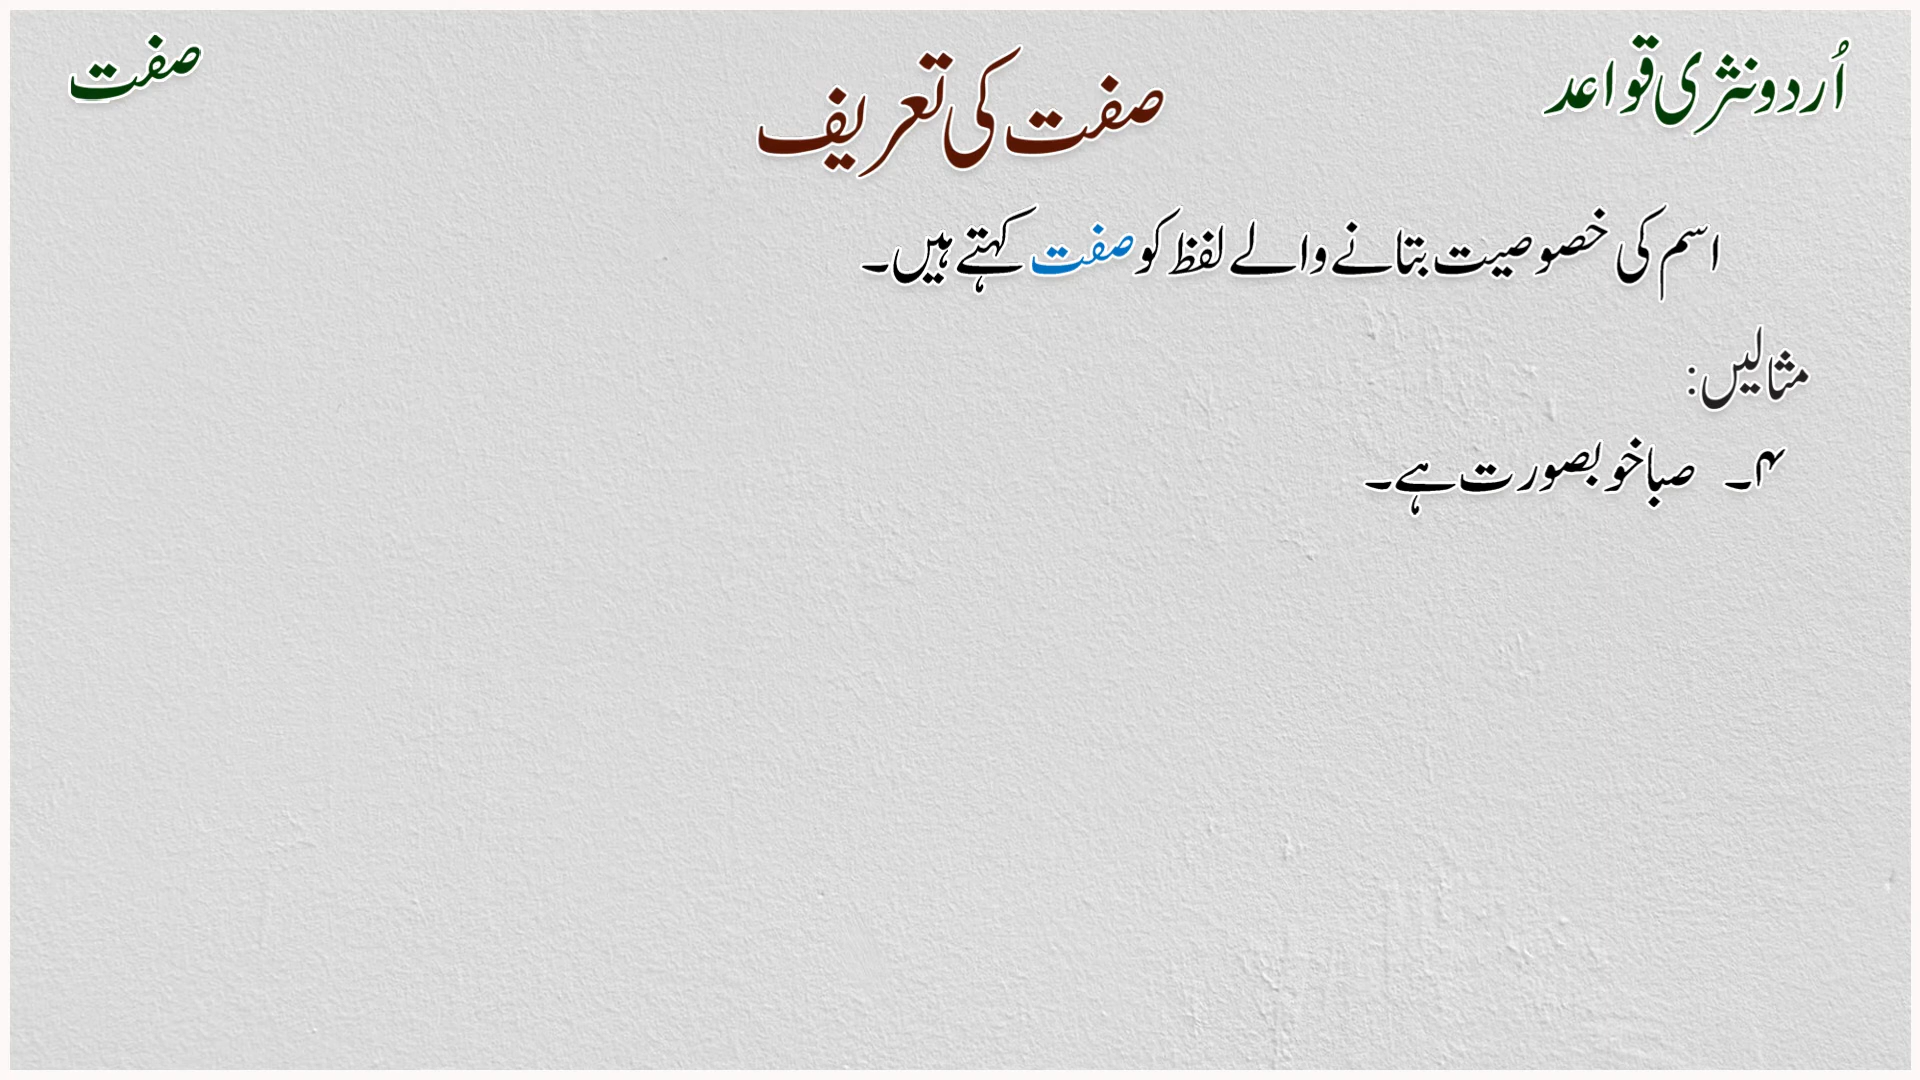 اُردو نثری قواعد
صفت
صفت کی تعریف
اسم کی خصوصیت بتانے والے لفظ کو صفت کہتے ہیں۔
مثالیں:
۴۔ صبا خوبصورت ہے۔